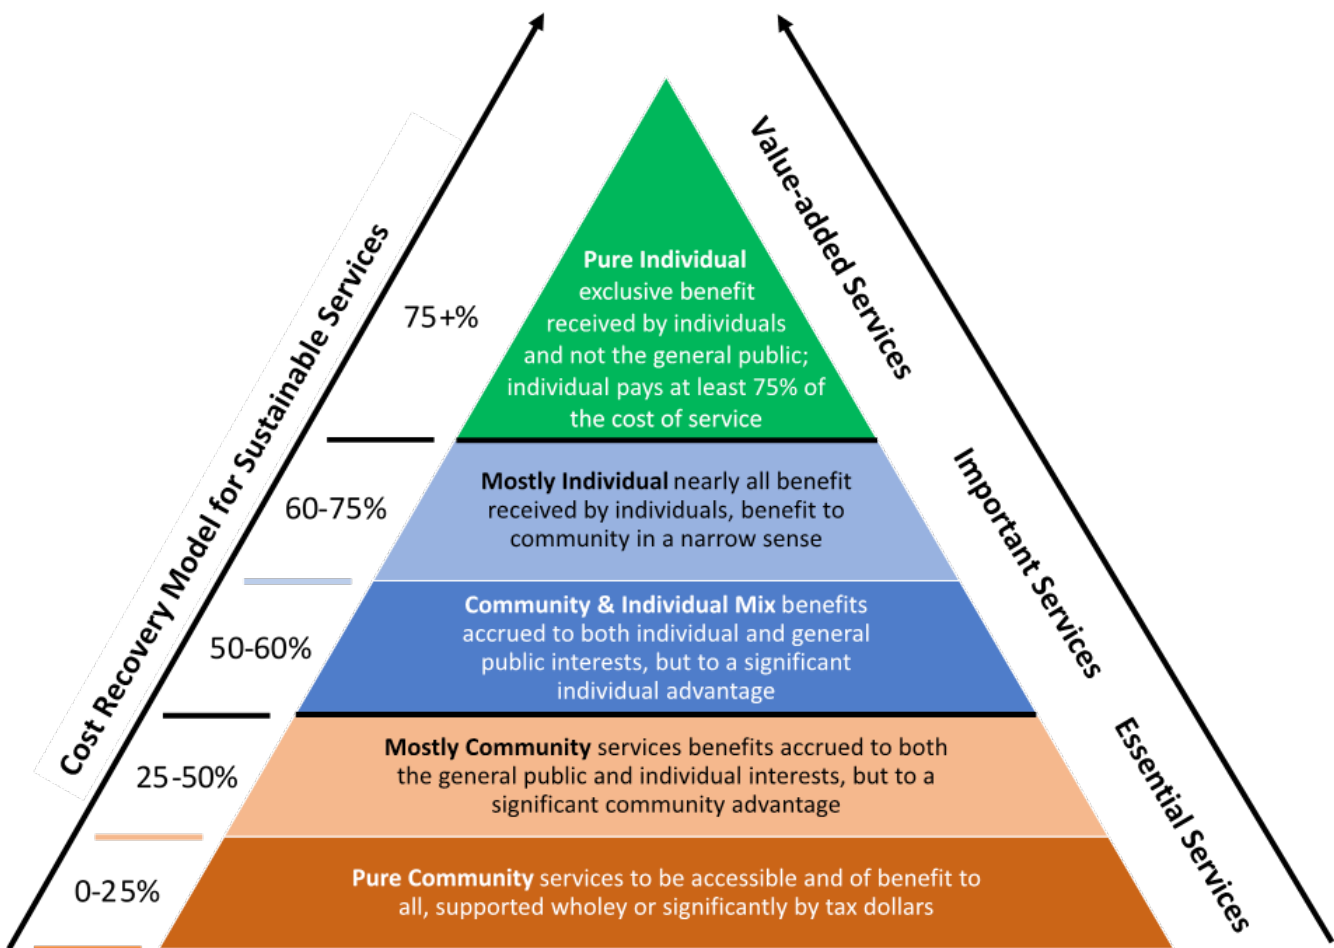 Cost Recovery Model for Sustainable Services
75+%
60-75%
50-60%
25-50%
0-25%
Pure Individual
exclusive benefit
received by individuals
and not the general public;
individual pays at least 75% of
the cost of service
Mostly Individual nearly all benefit
received by individuals, benefit to
community in a narrow sense
Community & Individual Mix benefits
accrued to both individual and general
public interests, but to a significant
individual advantage
Mostly Community services benefits accrued to both
the general public and individual interests, but to a
significant community advantage
Pure Community services to be accessible and of benefit to
all, supported wholey or significantly by tax dollars
Value-added Services
Important Services
Essential Services